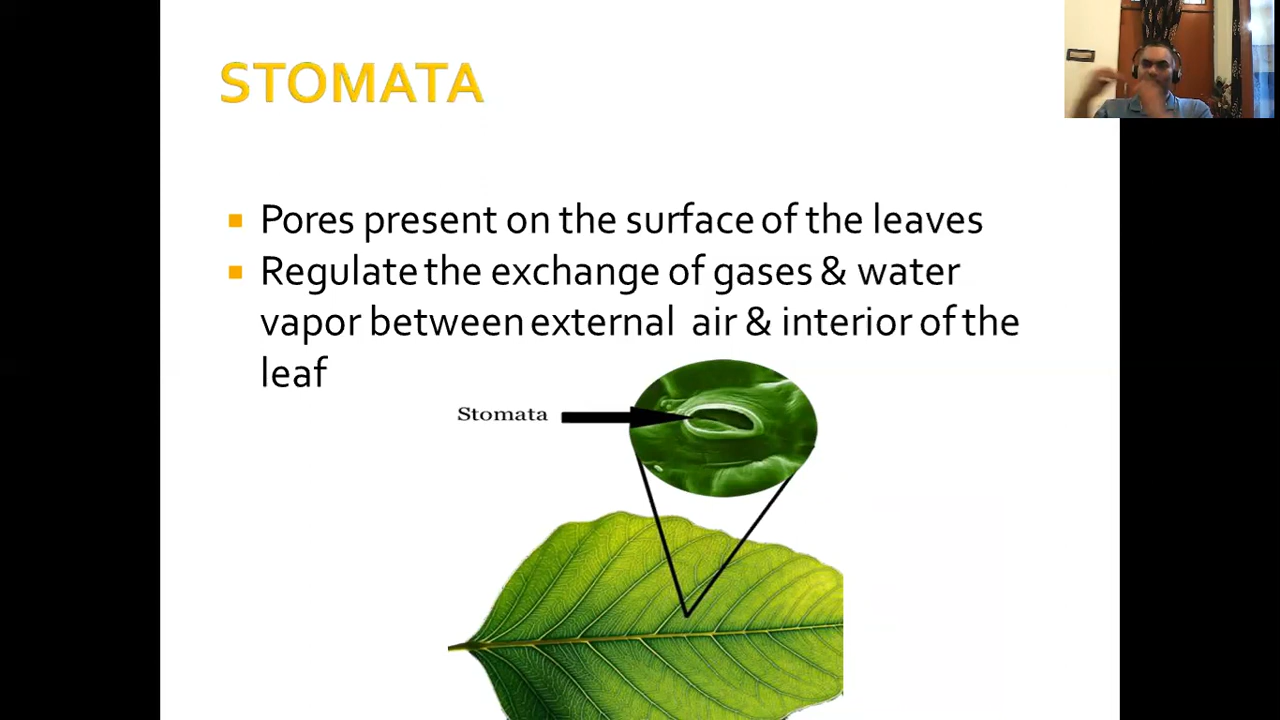 STOMATA
Pores present on the surface of the leaves
Regulate the exchange of gases & water
vapor between external air & interior of the
leaf
Stomata